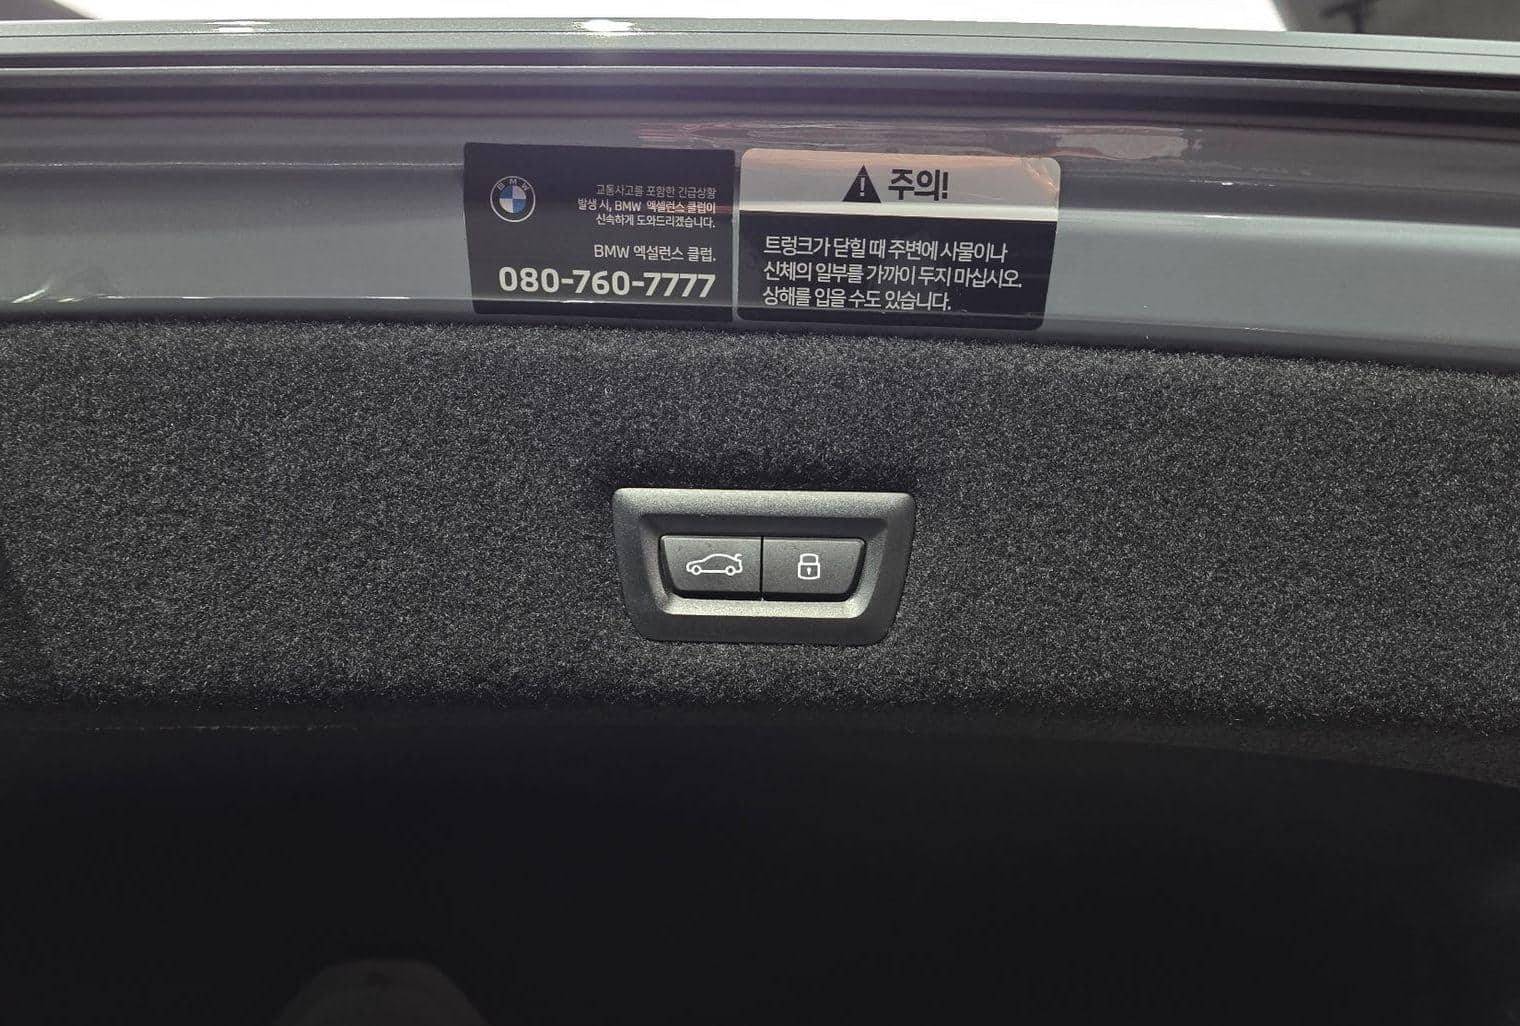 BMW
교통사고를 포함한 긴급상황
발생 시, BMW 엑설런스 클럽이
신속하게 도와드리겠습니다.
BMW 엑설런스 클럽.
080-760-7777
주의!
트렁크가 닫힐 때 주변에 사물이나
신체의 일부를 가까이 두지 마십시오.
상해를 입을 수도 있습니다.